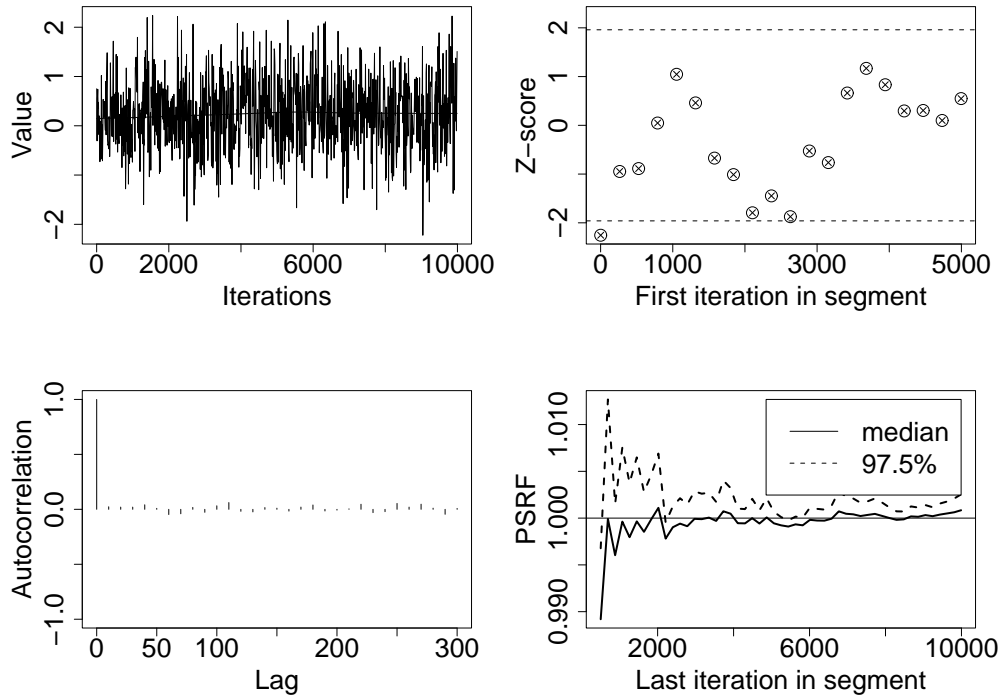 Value
2
1
0
−2
0 2000 6000 10000
Iterations
Z−score
2
1
0
−2
0 1000 3000 5000
First iteration in segment
Autocorrelation
1.0
0.0
−1.0
0 50 100 200 300
Lag
PSRF
1.010
1.000
0.990
median
97.5%
2000 6000 10000
Last iteration in segment